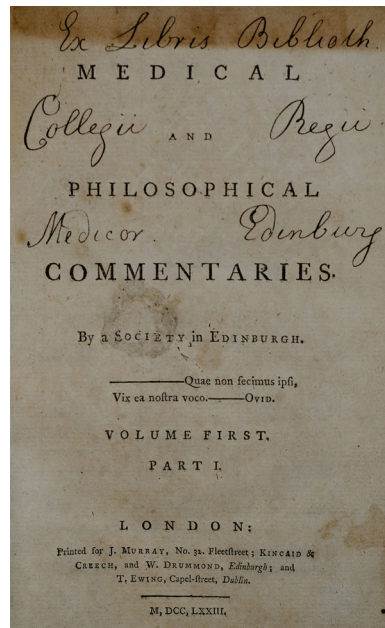 Ex Libris Biblioth.
MEDICAL
Collegii AND Regii
PHILOSOPHICAL
Medicor. Edinburg
COMMENTARIES.
By a SOCIETY in EDINBURGH.
————Quae non fecimus ipſi,
Vix ea noſtra voco.———OVID.
VOLUME FIRST.
PART I.
LONDON:
Printed for J. MURRAY, No. 32. Fleetſtreet; KINCAID &
CREECH, and W. DRUMMOND, Edinburgh; and
T. EWING, Capel-ſtreet, Dublin.
M,DCC,LXXIII.